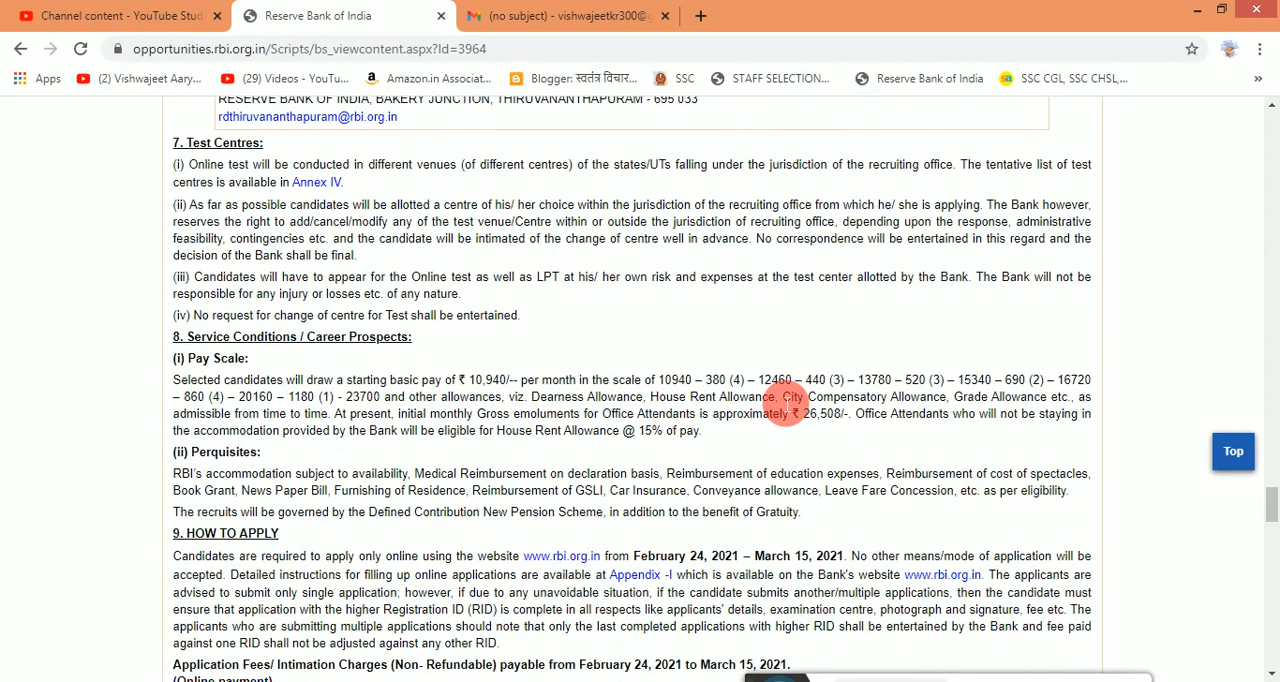 Channel content - YouTube Stud
Reserve Bank of India
(no subject) - vishwajeetkr300@
opportunities.rbi.org.in/Scripts/bs_viewcontent.aspx?Id=3964
Apps
(2) Vishwajeet Aary...
(29) Videos - YouTu...
Amazon.in Associat...
Blogger: स्वतंत्र विचार...
SSC
STAFF SELECTION...
Reserve Bank of India
SSC CGL, SSC CHSL,...
»
RESERVE BANK OF INDIA, BAKERY JUNCTION, THIRUVANANTHAPURAM - 695 033
rdthiruvananthapuram@rbi.org.in
7. Test Centres:
(i) Online test will be conducted in different venues (of different centres) of the states/UTs falling under the jurisdiction of the recruiting office. The tentative list of test
centres is available in Annex IV.
(ii) As far as possible candidates will be allotted a centre of his/ her choice within the jurisdiction of the recruiting office from which he/ she is applying. The Bank however,
reserves the right to add/cancel/modify any of the test venue/Centre within or outside the jurisdiction of recruiting office, depending upon the response, administrative
feasibility, contingencies etc. and the candidate will be intimated of the change of centre well in advance. No correspondence will be entertained in this regard and the
decision of the Bank shall be final.
(iii) Candidates will have to appear for the Online test as well as LPT at his/ her own risk and expenses at the test center allotted by the Bank. The Bank will not be
responsible for any injury or losses etc. of any nature.
(iv) No request for change of centre for Test shall be entertained.
8. Service Conditions / Career Prospects:
(i) Pay Scale:
Selected candidates will draw a starting basic pay of ₹ 10,940/-- per month in the scale of 10940 – 380 (4) – 12460 – 440 (3) – 13780 – 520 (3) – 15340 – 690 (2) – 16720
– 860 (4) - 20160 – 1180 (1) - 23700 and other allowances, viz. Dearness Allowance, House Rent Allowance, City Compensatory Allowance, Grade Allowance etc., as
admissible from time to time. At present, initial monthly Gross emoluments for Office Attendants is approximately ₹ 26,508/-. Office Attendants who will not be staying in
the accommodation provided by the Bank will be eligible for House Rent Allowance @ 15% of pay.
(ii) Perquisites:
RBI's accommodation subject to availability, Medical Reimbursement on declaration basis, Reimbursement of education expenses, Reimbursement of cost of spectacles,
Book Grant, News Paper Bill, Furnishing of Residence, Reimbursement of GSLI, Car Insurance, Conveyance allowance, Leave Fare Concession, etc. as per eligibility.
The recruits will be governed by the Defined Contribution New Pension Scheme, in addition to the benefit of Gratuity.
Top
9. HOW TO APPLY
Candidates are required to apply only online using the website www.rbi.org.in from February 24, 2021 – March 15, 2021. No other means/mode of application will be
accepted. Detailed instructions for filling up online applications are available at Appendix -I which is available on the Bank's website www.rbi.org.in. The applicants are
advised to submit only single application; however, if due to any unavoidable situation, if the candidate submits another/multiple applications, then the candidate must
ensure that application with the higher Registration ID (RID) is complete in all respects like applicants' details, examination centre, photograph and signature, fee etc. The
applicants who are submitting multiple applications should note that only the last completed applications with higher RID shall be entertained by the Bank and fee paid
against one RID shall not be adjusted against any other RID.
Application Fees/ Intimation Charges (Non- Refundable) payable from February 24, 2021 to March 15, 2021.
(Online payment)